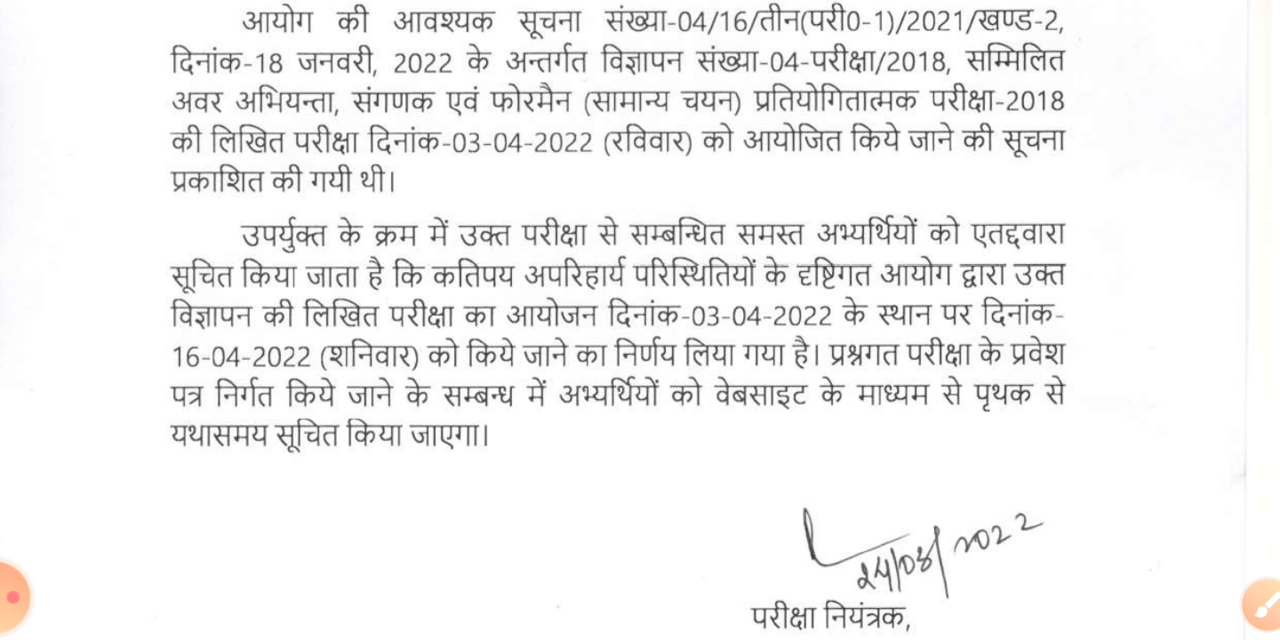 आयोग की आवश्यक सूचना संख्या-04/16/तीन(परी0-1)/2021/खण्ड-2,
दिनांक-18 जनवरी, 2022 के अन्तर्गत विज्ञापन संख्या-04-परीक्षा/2018, सम्मिलित
अवर अभियन्ता, संगणक एवं फोरमैन (सामान्य चयन) प्रतियोगितात्मक परीक्षा-2018
की लिखित परीक्षा दिनांक-03-04-2022 (रविवार) को आयोजित किये जाने की सूचना
प्रकाशित की गयी थी।
उपर्युक्त के क्रम में उक्त परीक्षा से सम्बन्धित समस्त अभ्यर्थियों को एतद्दवारा
सूचित किया जाता है कि कतिपय अपरिहार्य परिस्थितियों के दृष्टिगत आयोग द्वारा उक्त
विज्ञापन की लिखित परीक्षा का आयोजन दिनांक-03-04-2022 के स्थान पर दिनांक-
16-04-2022 (शनिवार) को किये जाने का निर्णय लिया गया है। प्रश्नगत परीक्षा के प्रवेश
पत्र निर्गत किये जाने के सम्बन्ध में अभ्यर्थियों को वेबसाइट के माध्यम से पृथक से
यथासमय सूचित किया जाएगा।
24/03/2022
परीक्षा नियंत्रक,